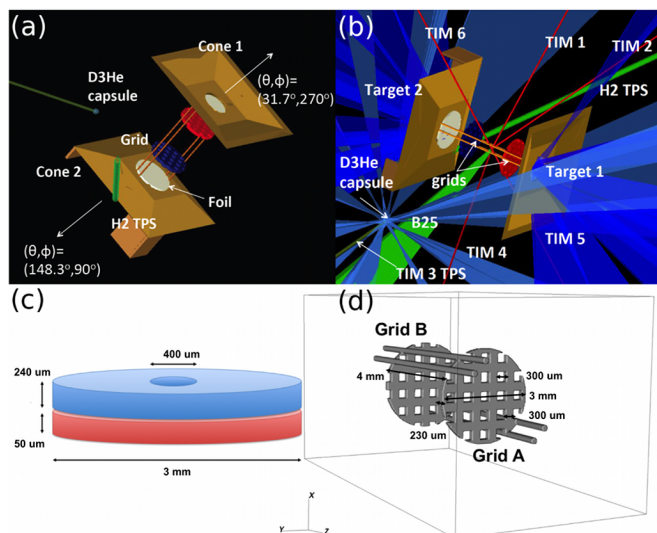 (a)
Cone 1
D3He
capsule
(θ,φ)=
(31.7°,270°)
Grid
Cone 2
Foil
H2 TPS
(θ,φ)=
(148.3°,90°)
(b)
TIM 6
TIM 1
TIM 2
H2 TPS
Target 2
D3He
capsule
grids
Target 1
B25
TIM 4
TIM 5
TIM 3 TPS
(c)
400 um
240 um
50 um
3 mm
(d)
Grid B
4 mm
300 um
3 mm
300 um
230 um
Grid A
X
Y
Z